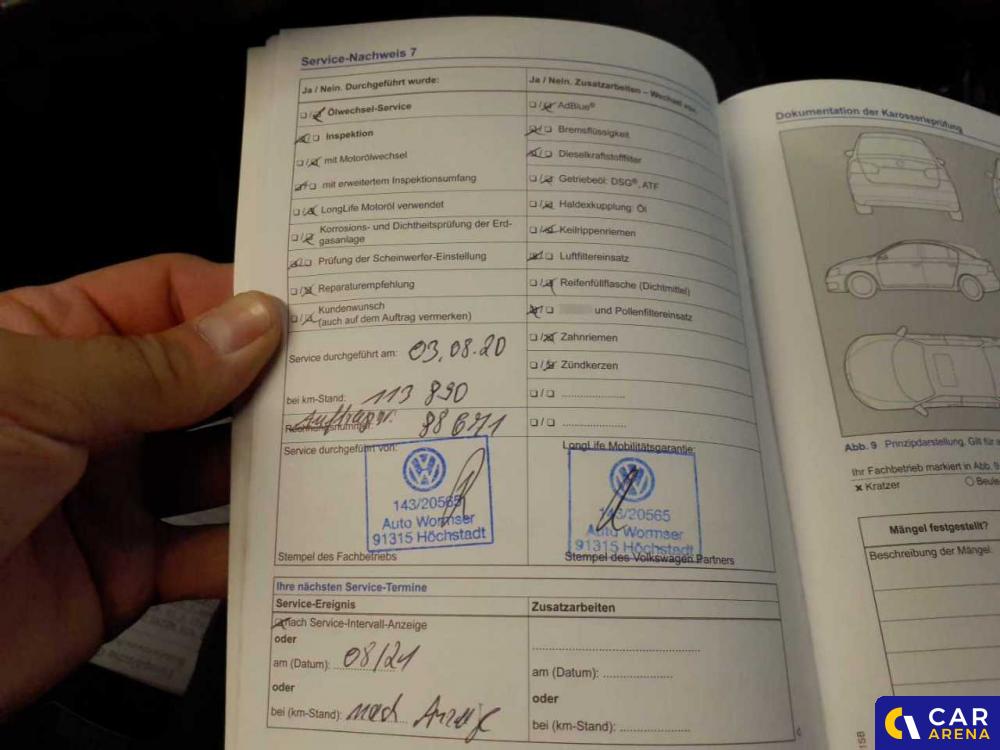 Service-Nachweis 7
Ja / Nein. Durchgeführt wurde:
Ölwechsel-Service
Inspektion
mit Motorölwechsel
mit erweitertem Inspektionsumfang
LongLife Motoröl verwendet
Korrosions- und Dichtheitsprüfung der Erd-
gasanlage
Prüfung der Scheinwerfer-Einstellung
Reparaturempfehlung
Kundenwunsch
(auch auf dem Auftrag vermerken)
Service durchgeführt am: 03.08.20
bei km-Stand: 113 890
Auftragsnr.
Rechnungsnummer: 88671
Service durchgeführt von:
143/20565
Auto Wormser
91315 Höchstadt
Stempel des Fachbetriebs
Ja / Nein. Zusatzarbeiten – Wechsel von:
AdBlue®
Bremsflüssigkeit
Dieselkraftstofffilter
Getriebeöl: DSG®, ATF
Haldexkupplung: Öl
Keilrippenriemen
Luftfiltereinsatz
Reifenfüllflasche (Dichtmittel)
und Pollenfiltereinsatz
Zahnriemen
Zündkerzen
LongLife Mobilitätsgarantie:
143/20565
Auto Wormser
91315 Höchstadt
Stempel des Volkswagen Partners
Ihre nächsten Service-Termine
Service-Ereignis
nach Service-Intervall-Anzeige
oder
am (Datum): 08/21
oder
bei (km-Stand): nach Anzeige
Zusatzarbeiten
am (Datum):
oder
bei (km-Stand):
Dokumentation der Karosserieprüfung
Abb. 9 Prinzipdarstellung. Gilt für
Ihr Fachbetrieb markiert in Abb. 9
× Kratzer
Beule
Mängel festgestellt?
Beschreibung der Mängel:
CAR
ARENA